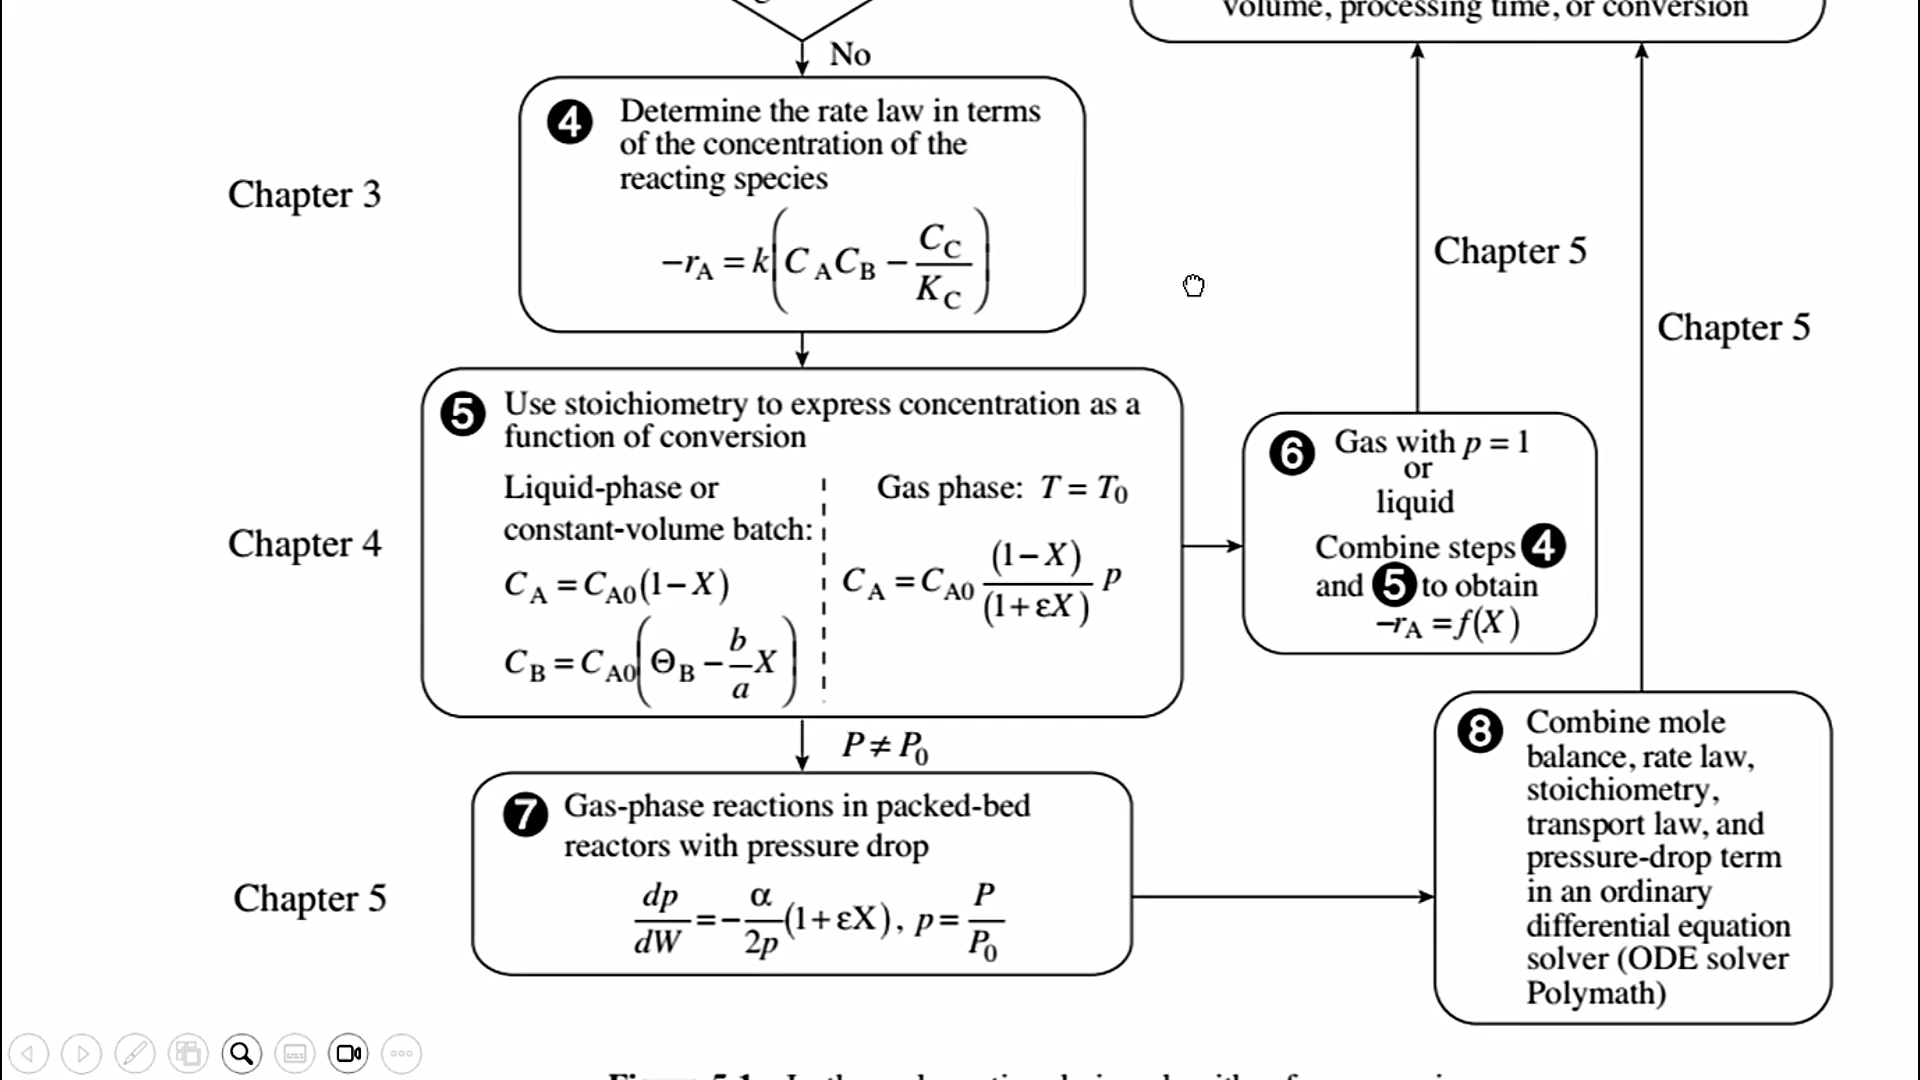 volume, processing time, or conversion
No
4 Determine the rate law in terms
of the concentration of the
reacting species
Chapter 3
−rA = k(CACB − CC/KC)
Chapter 5
Chapter 5
5 Use stoichiometry to express concentration as a
function of conversion
Liquid-phase or
constant-volume batch:
CA = CA0(1−X)
CB = CA0(ΘB − b/a X)
Gas phase: T = T0
CA = CA0 (1−X)/(1+εX) p
Chapter 4
6 Gas with p = 1
or
liquid
Combine steps 4
and 5 to obtain
−rA = f(X)
P ≠ P0
7 Gas-phase reactions in packed-bed
reactors with pressure drop
dp/dW = −α/2p (1+εX), p = P/P0
Chapter 5
8 Combine mole
balance, rate law,
stoichiometry,
transport law, and
pressure-drop term
in an ordinary
differential equation
solver (ODE solver
Polymath)